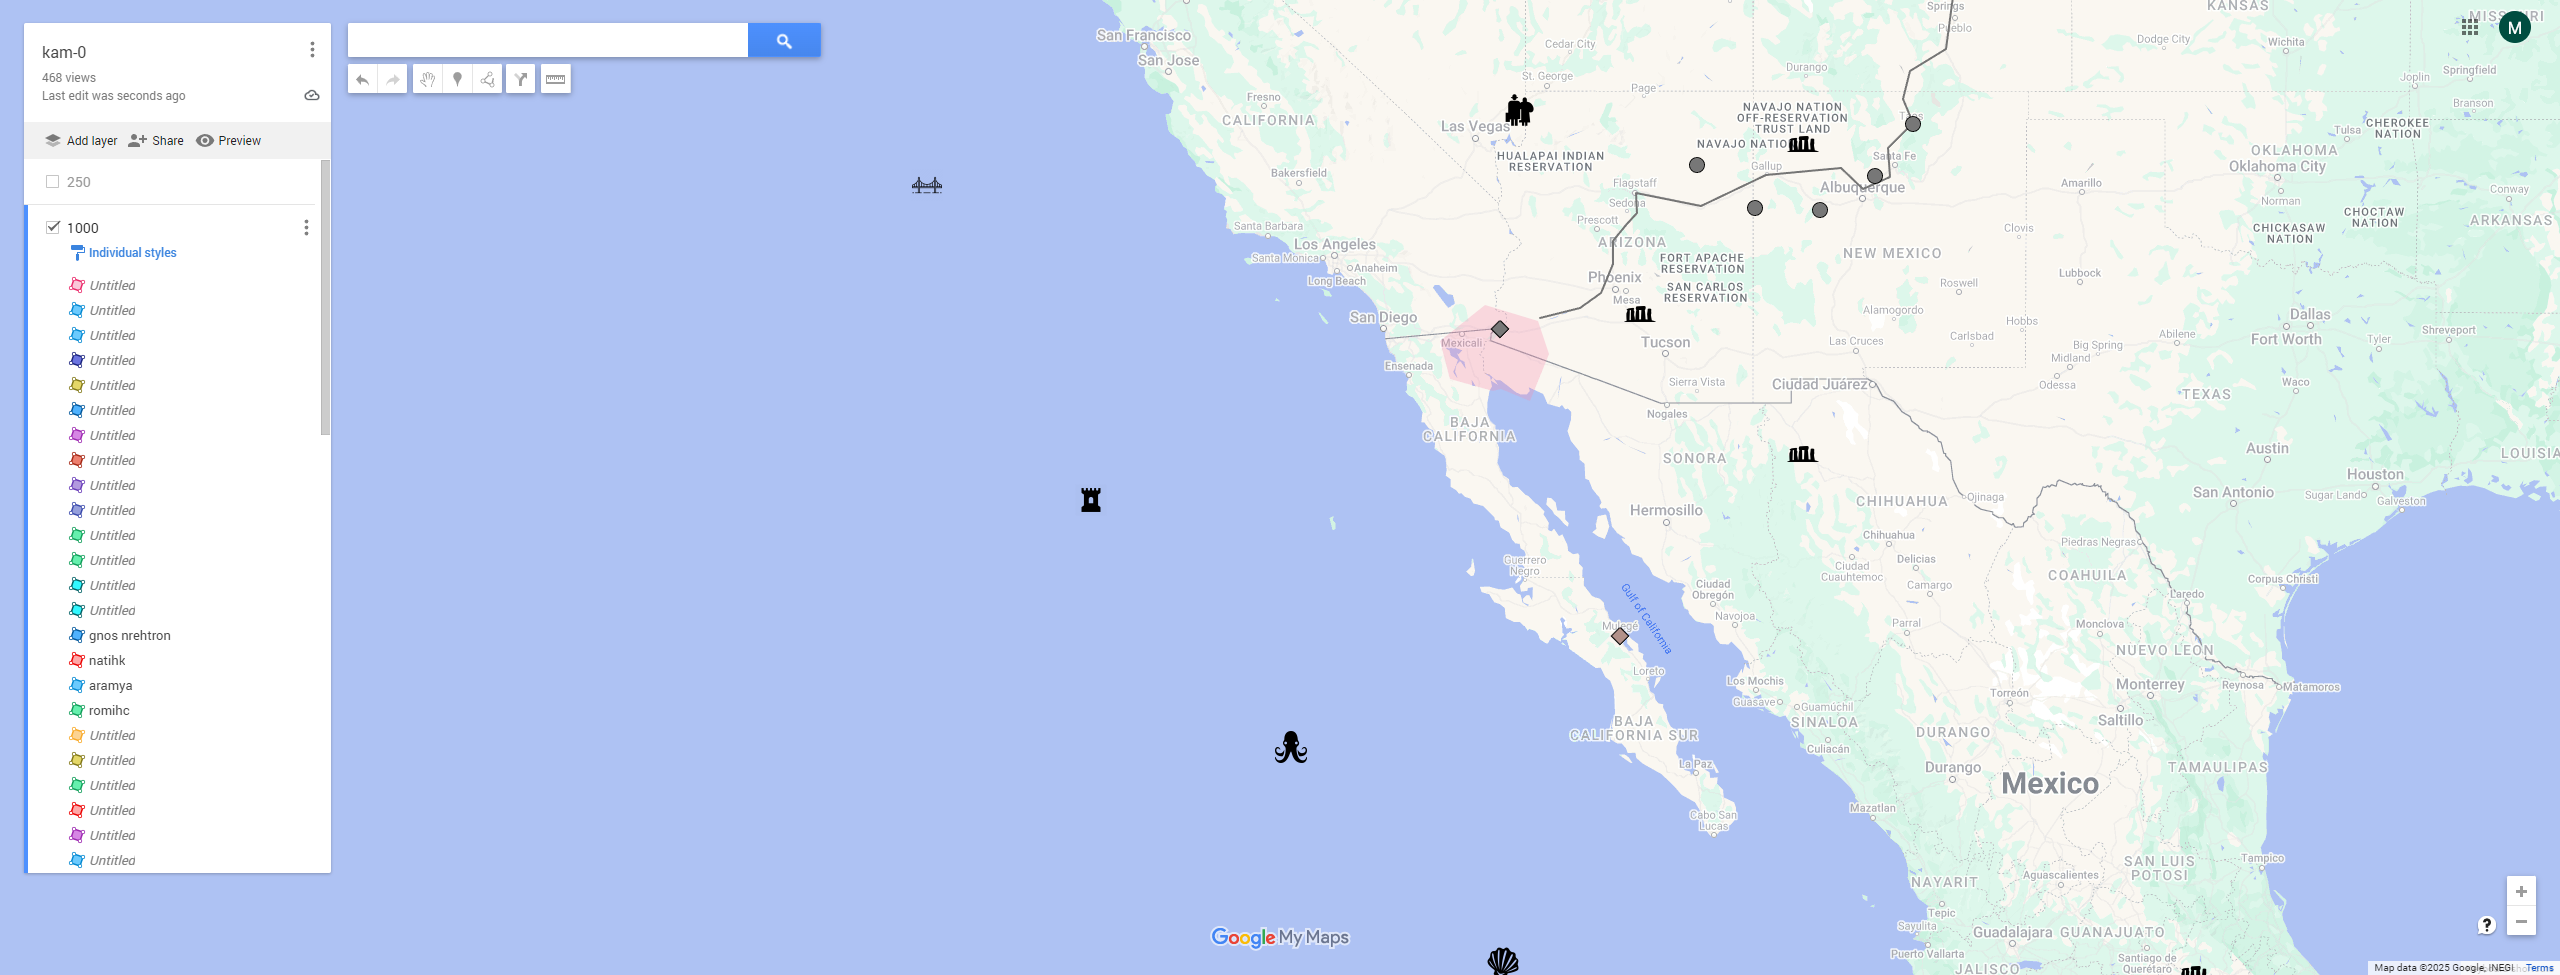 kam-0
468 views
Last edit was seconds ago
Add layer
Share
Preview
250
1000
Individual styles
Untitled
Untitled
Untitled
Untitled
Untitled
Untitled
Untitled
Untitled
Untitled
Untitled
Untitled
Untitled
Untitled
Untitled
gnos nrehtron
natihk
aramya
romihc
Untitled
Untitled
Untitled
Untitled
Untitled
Untitled
M
San Francisco
San Jose
Fresno
CALIFORNIA
Bakersfield
Santa Barbara
Los Angeles
Santa Monica
Anaheim
Long Beach
San Diego
Mexicali
Ensenada
Las Vegas
Cedar City
St. George
Page
Durango
Springs
Pueblo
KANSAS
MISSOURI
Dodge City
Wichita
Joplin
Springfield
Branson
NAVAJO NATION
OFF-RESERVATION
TRUST LAND
NAVAJO NATIO
HUALAPAI INDIAN
RESERVATION
Gallup
Santa Fe
Albuquerque
Flagstaff
Sedona
Prescott
ARIZONA
FORT APACHE
RESERVATION
SAN CARLOS
RESERVATION
Phoenix
Mesa
Tucson
Sierra Vista
Nogales
NEW MEXICO
Clovis
Roswell
Alamogordo
Las Cruces
Carlsbad
Hobbs
Ciudad Juárez
Amarillo
Lubbock
CHEROKEE
NATION
Tulsa
OKLAHOMA
Oklahoma City
Norman
Conway
ARKANSAS
CHOCTAW
NATION
CHICKASAW
NATION
Lawton
Dallas
Fort Worth
Abilene
Big Spring
Midland
Odessa
Shreveport
Tyler
Waco
TEXAS
Austin
Houston
LOUISIA
San Antonio
Sugar Land
Galveston
BAJA
CALIFORNIA
SONORA
Hermosillo
CHIHUAHUA
Ojinaga
Chihuahua
Delicias
Ciudad
Cuauhtemoc
Camargo
Piedras Negras
COAHUILA
Corpus Christi
Laredo
Guerrero
Negro
Gulf of California
Mulegé
Loreto
Ciudad
Obregón
Navojoa
Parral
Monclova
NUEVO LEON
Los Mochis
Guasave
Guamúchil
SINALOA
Culiacán
Torreón
Monterrey
Reynosa
Matamoros
Saltillo
BAJA
CALIFORNIA SUR
La Paz
Cabo San
Lucas
DURANGO
Durango
Mexico
TAMAULIPAS
Mazatlan
SAN LUIS
POTOSI
Tampico
Aguascalientes
NAYARIT
Tepic
Sayulita
Puerto Vallarta
Guadalajara
GUANAJUATO
Santiago de
Querétaro
JALISCO
Google My Maps
Map data ©2025 Google, INEGI
Terms